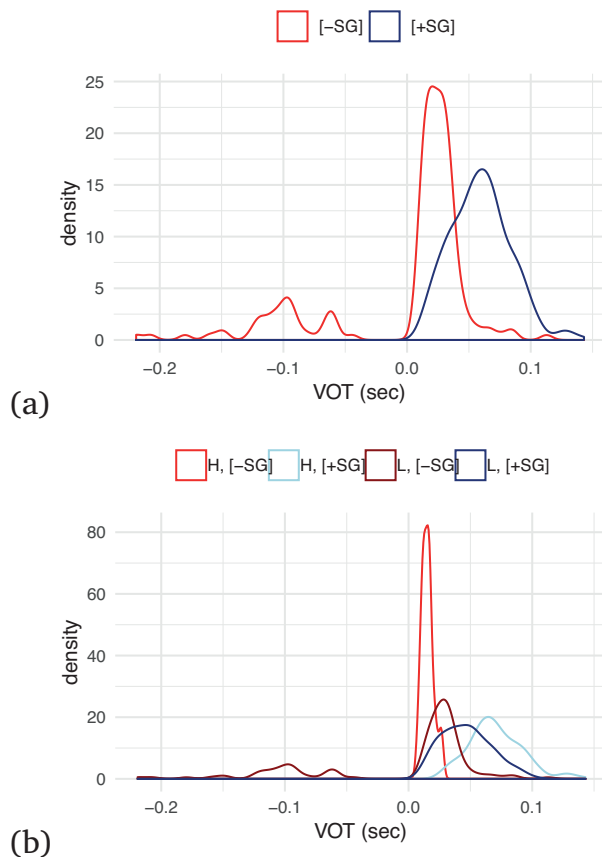 [−SG] [+SG]
25
20
15
10
5
0
density
−0.2 −0.1 0.0 0.1
VOT (sec)
(a)
H, [−SG] H, [+SG] L, [−SG] L, [+SG]
80
60
40
20
0
density
−0.2 −0.1 0.0 0.1
VOT (sec)
(b)